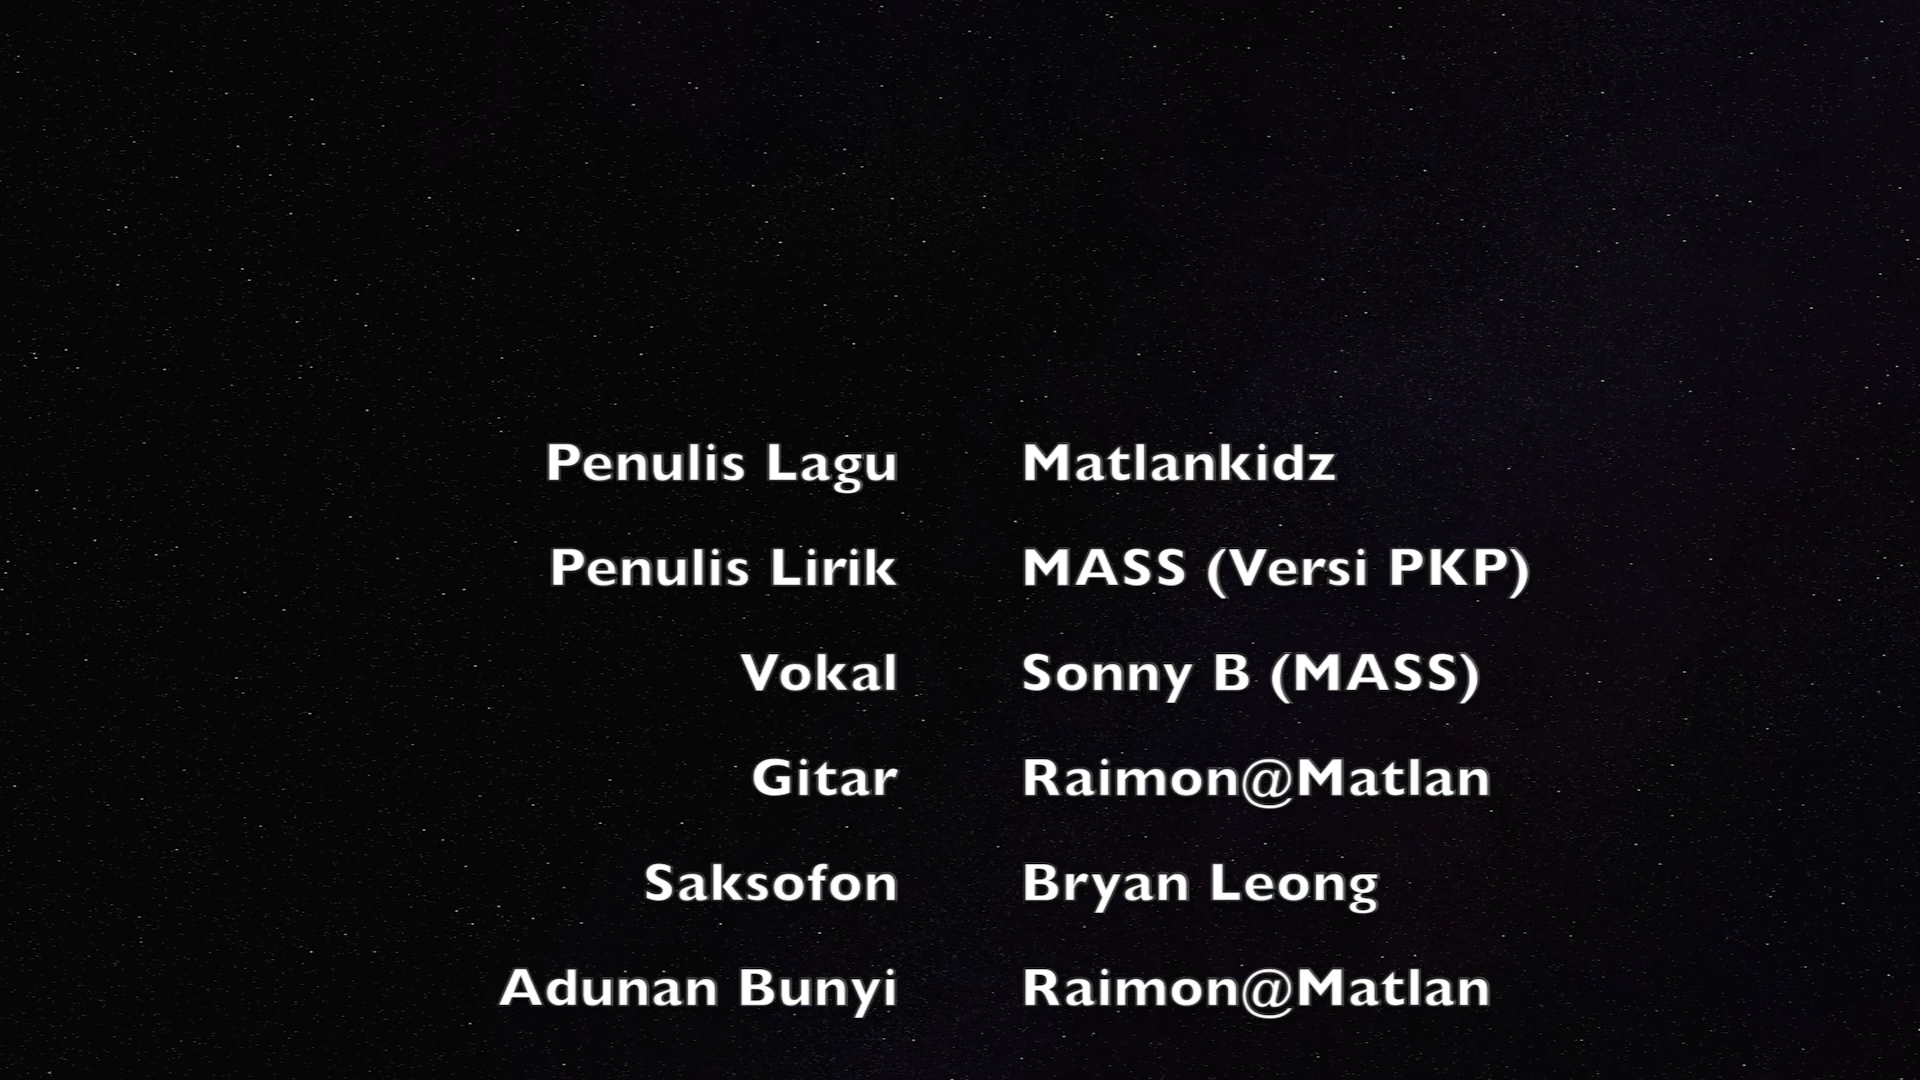 Penulis Lagu Matlankidz
Penulis Lirik MASS (Versi PKP)
Vokal Sonny B (MASS)
Gitar Raimon@Matlan
Saksofon Bryan Leong
Adunan Bunyi Raimon@Matlan